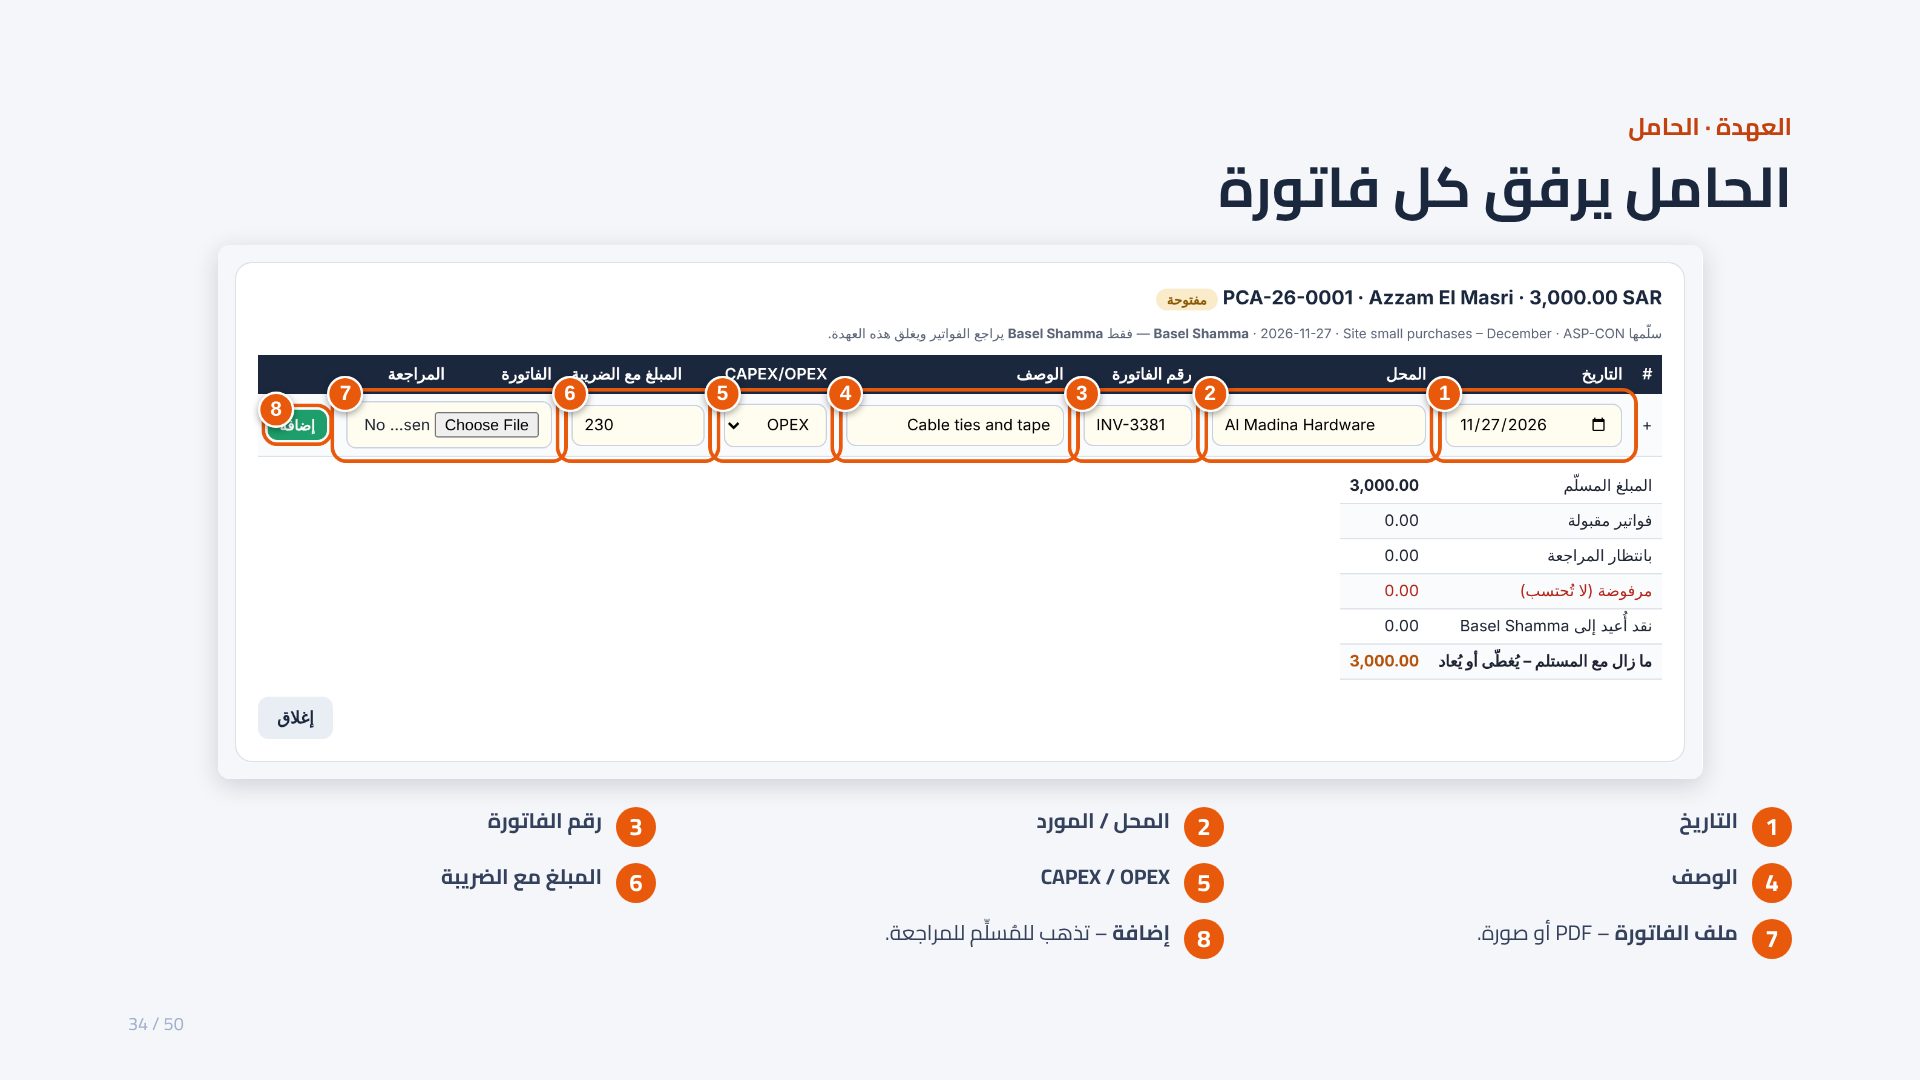 العهدة · الحامل
الحامل يرفق كل فاتورة
PCA-26-0001 · Azzam El Masri · 3,000.00 SAR مفتوحة
سلّمها Basel Shamma · 2026-11-27 · Site small purchases – December · ASP-CON — فقط Basel Shamma يراجع الفواتير ويغلق هذه العهدة.
# التاريخ المحل رقم الفاتورة الوصف CAPEX/OPEX المبلغ مع الضريبة الفاتورة المراجعة
1 2 3 4 5 6 7 8
+ 11/27/2026 Al Madina Hardware INV-3381 Cable ties and tape OPEX 230 Choose File No ...sen إضافة
المبلغ المسلّم 3,000.00
فواتير مقبولة 0.00
بانتظار المراجعة 0.00
مرفوضة (لا تُحتسب) 0.00
نقد أُعيد إلى Basel Shamma 0.00
ما زال مع المستلم – يُغطّى أو يُعاد 3,000.00
إغلاق
1 التاريخ 2 المحل / المورد 3 رقم الفاتورة
4 الوصف 5 CAPEX / OPEX 6 المبلغ مع الضريبة
7 ملف الفاتورة – PDF أو صورة. 8 إضافة – تذهب للمُسلِّم للمراجعة.
34 / 50